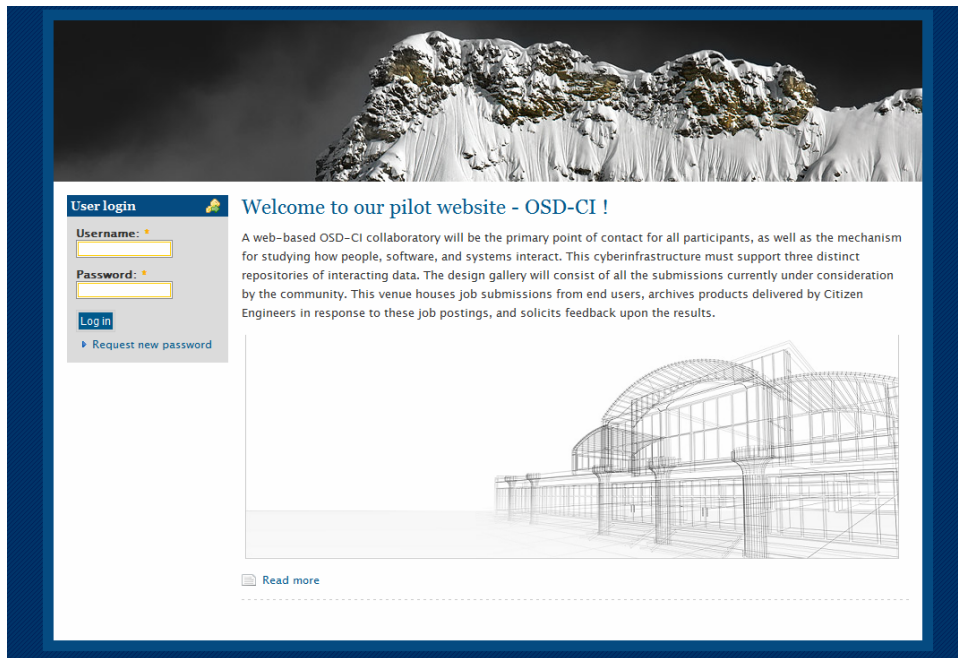 User login
Username: *
Password: *
Log in
Request new password
Welcome to our pilot website - OSD-CI !
A web-based OSD-CI collaboratory will be the primary point of contact for all participants, as well as the mechanism
for studying how people, software, and systems interact. This cyberinfrastructure must support three distinct
repositories of interacting data. The design gallery will consist of all the submissions currently under consideration
by the community. This venue houses job submissions from end users, archives products delivered by Citizen
Engineers in response to these job postings, and solicits feedback upon the results.
Read more